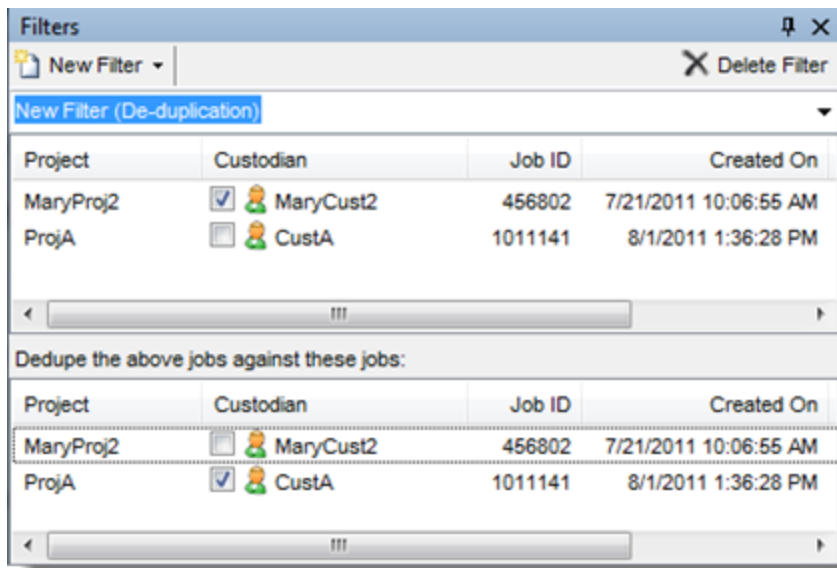 Filters
New Filter Delete Filter
New Filter (De-duplication)
Project Custodian Job ID Created On
MaryProj2 MaryCust2 456802 7/21/2011 10:06:55 AM
ProjA CustA 1011141 8/1/2011 1:36:28 PM
Dedupe the above jobs against these jobs:
Project Custodian Job ID Created On
MaryProj2 MaryCust2 456802 7/21/2011 10:06:55 AM
ProjA CustA 1011141 8/1/2011 1:36:28 PM